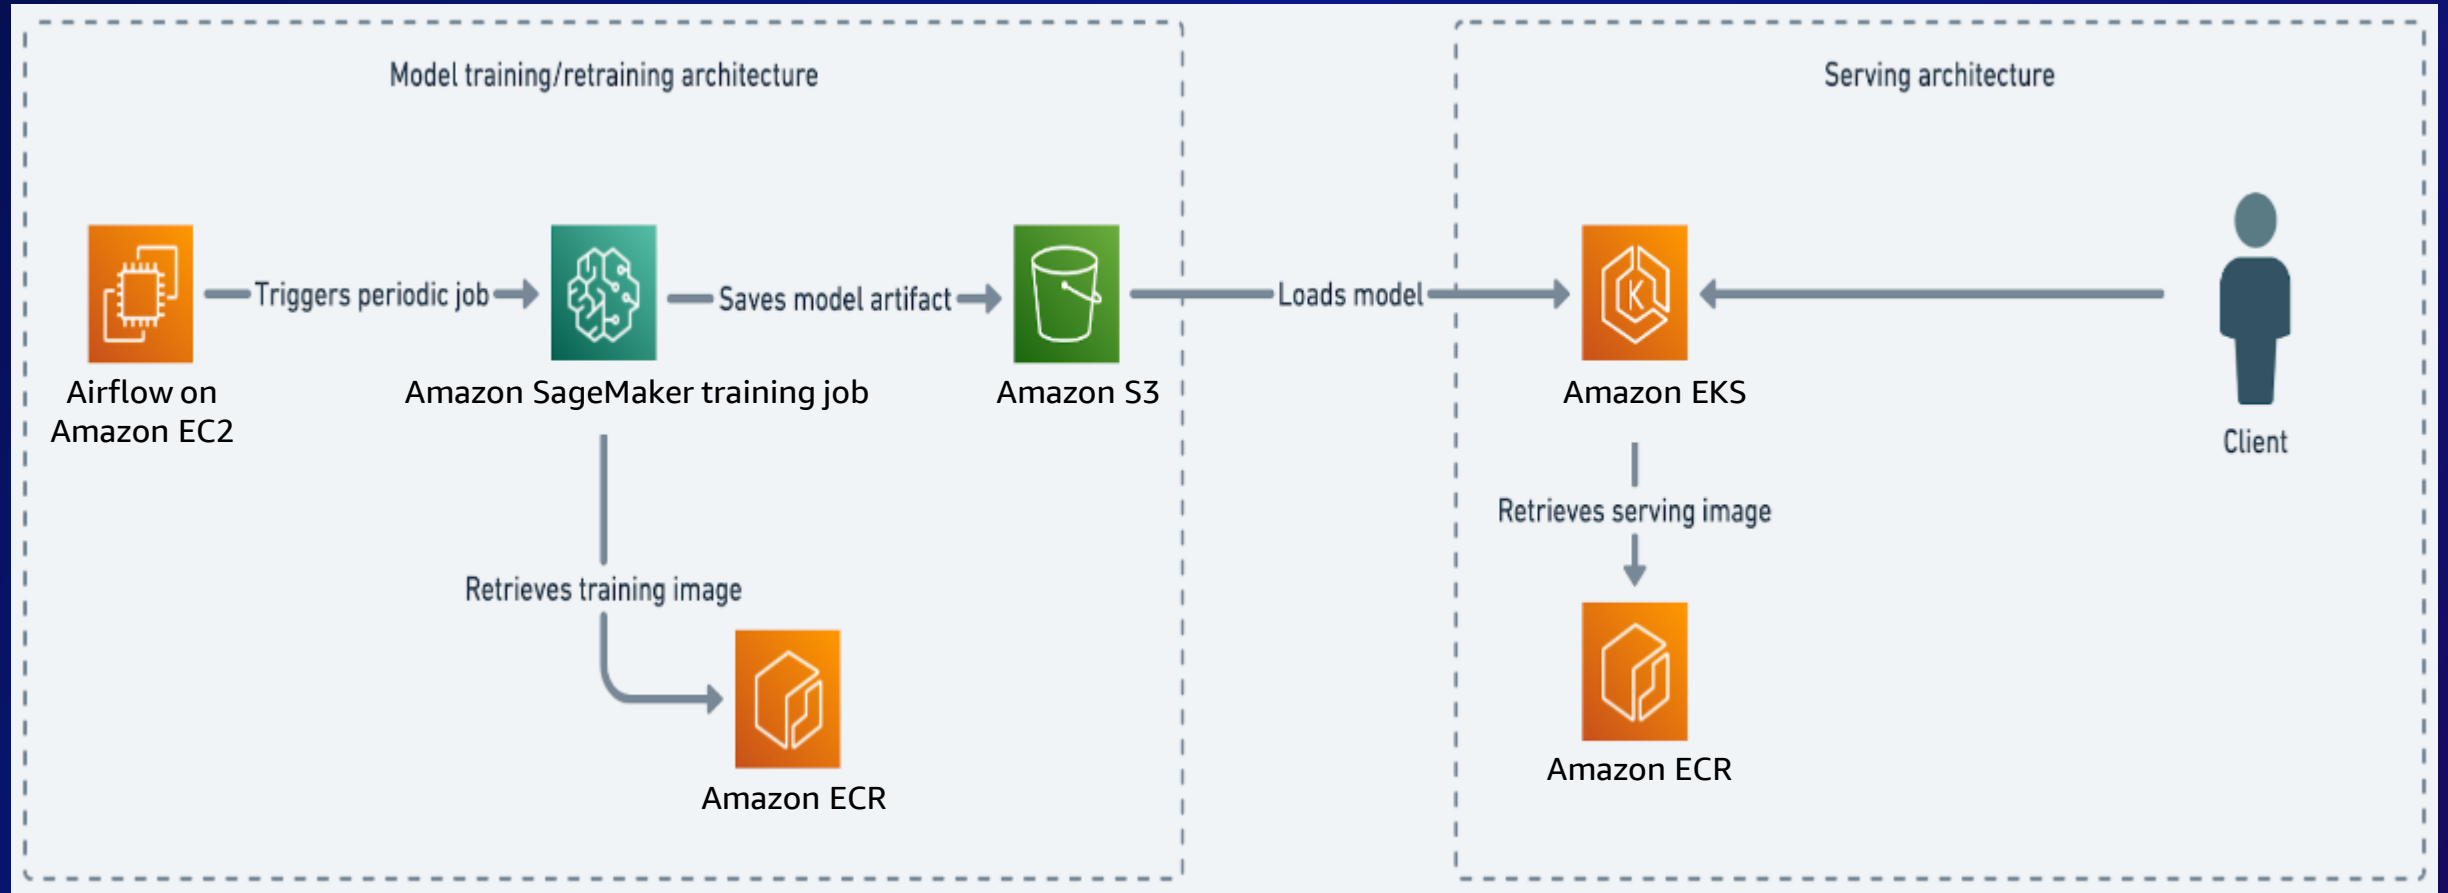 Model training/retraining architecture
Serving architecture
Triggers periodic job
Saves model artifact
Loads model
K
Airflow on
Amazon EC2
Amazon SageMaker training job
Amazon S3
Amazon EKS
Client
Retrieves serving image
Retrieves training image
Amazon ECR
Amazon ECR